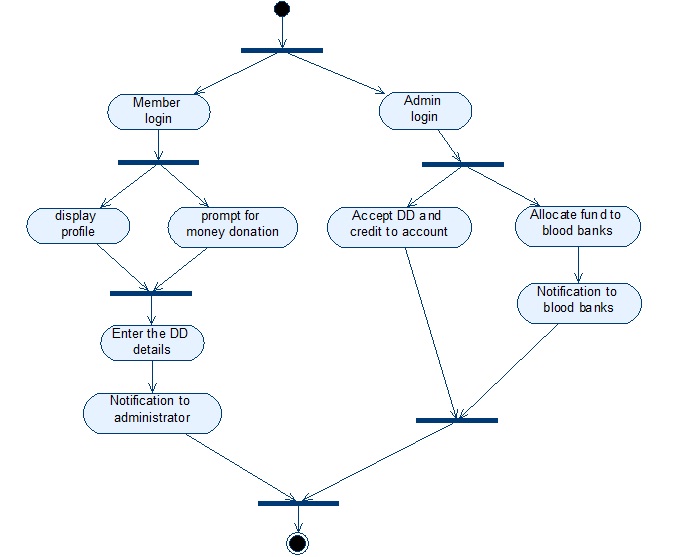 Member
login
Admin
login
display
profile
prompt for
money donation
Accept DD and
credit to account
Allocate fund to
blood banks
Notification to
blood banks
Enter the DD
details
Notification to
administrator